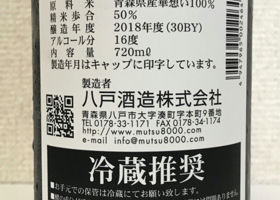 原料米 青森県産華想い100%
精米歩合 50%
醸造年度 2018年度(30BY)
アルコール分 16度
内容量 720ml
製造年月はキャップに印字しています。
製造者
八戸酒造株式会社
青森県八戸市大字湊町字本町9番地
TEL 0178-33-1171 FAX 0178-34-1174
http://www.mutsu8000.com
e-mail info@mutsu8000.com
冷蔵推奨
●お手元での保管は冷蔵にてお願い致します。